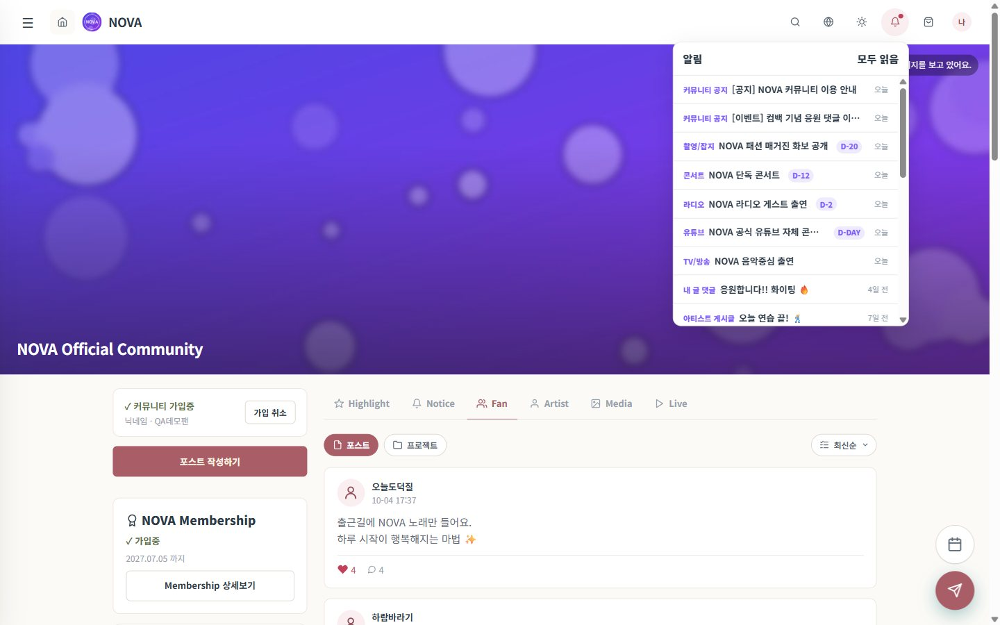 NOVA
NOVA
나
알림
모두 읽음
지를 보고 있어요.
커뮤니티 공지 [공지] NOVA 커뮤니티 이용 안내 오늘
커뮤니티 공지 [이벤트] 컴백 기념 응원 댓글 이… 오늘
촬영/잡지 NOVA 패션 매거진 화보 공개 D-20 오늘
콘서트 NOVA 단독 콘서트 D-12 오늘
라디오 NOVA 라디오 게스트 출연 D-2 오늘
유튜브 NOVA 공식 유튜브 자체 콘… D-DAY 오늘
TV/방송 NOVA 음악중심 출연 오늘
내 글 댓글 응원합니다!! 화이팅 🔥 4일 전
아티스트 게시글 오늘 연습 끝! 🕺 7일 전
NOVA Official Community
✓ 커뮤니티 가입중
닉네임 · QA데모팬
가입 취소
포스트 작성하기
NOVA Membership
✓ 가입중
2027.07.05 까지
Membership 상세보기
Highlight Notice Fan Artist Media Live
포스트 프로젝트 최신순
오늘도덕질
10-04 17:37
출근길에 NOVA 노래만 들어요.
하루 시작이 행복해지는 마법 ✨
4 4
하람바라기